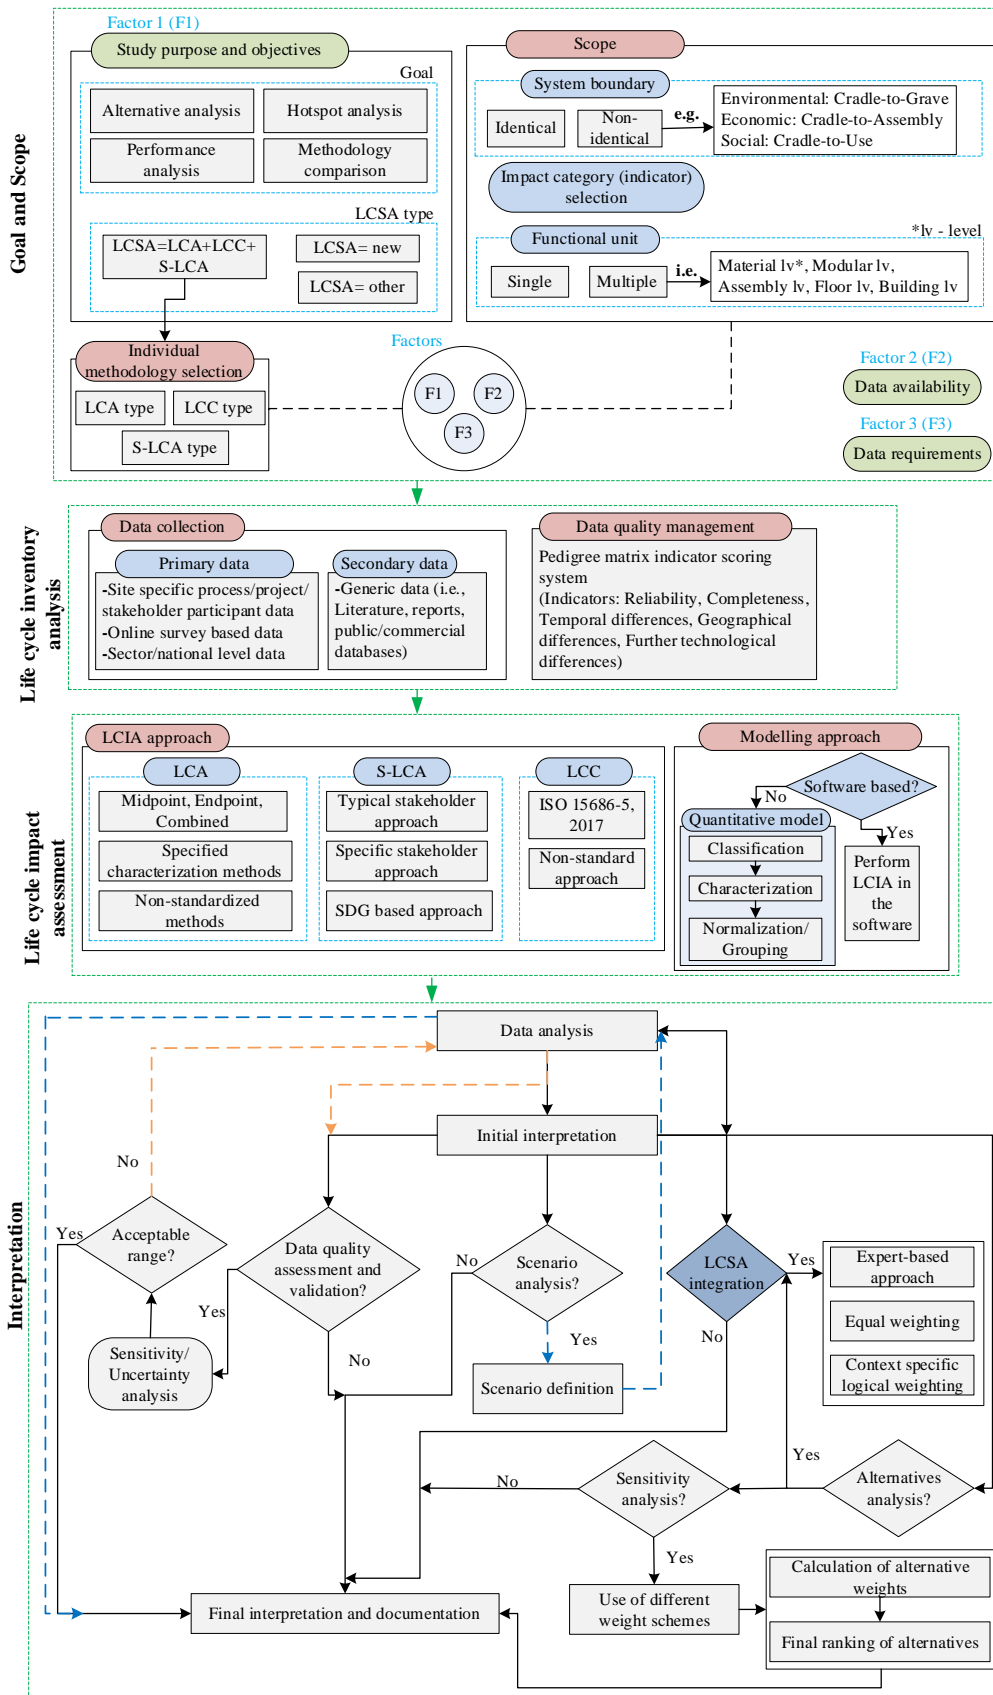 Factor 1 (F1)
Study purpose and objectives
Goal
Alternative analysis
Hotspot analysis
Performance
analysis
Methodology
comparison
LCSA type
LCSA=LCA+LCC+
S-LCA
LCSA= new
LCSA= other
Individual
methodology selection
LCA type
LCC type
S-LCA type
Scope
System boundary
Identical
Non-
identical
e.g.
Environmental: Cradle-to-Grave
Economic: Cradle-to-Assembly
Social: Cradle-to-Use
Impact category (indicator)
selection
*lv - level
Functional unit
Single
Multiple
i.e.
Material lv*, Modular lv,
Assembly lv, Floor lv, Building lv
Factors
F1
F2
F3
Factor 2 (F2)
Data availability
Factor 3 (F3)
Data requirements
Goal and Scope
Life cycle inventory
analysis
Data collection
Primary data
-Site specific process/project/
stakeholder participant data
-Online survey based data
-Sector/national level data
Secondary data
-Generic data (i.e.,
Literature, reports,
public/commercial
databases)
Data quality management
Pedigree matrix indicator scoring
system
(Indicators: Reliability, Completeness,
Temporal differences, Geographical
differences, Further technological
differences)
Life cycle impact
assessment
LCIA approach
LCA
Midpoint, Endpoint,
Combined
Specified
characterization methods
Non-standardized
methods
S-LCA
Typical stakeholder
approach
Specific stakeholder
approach
SDG based approach
LCC
ISO 15686-5,
2017
Non-standard
approach
Modelling approach
Software based?
No
Yes
Quantitative model
Classification
Characterization
Normalization/
Grouping
Perform
LCIA in
the
software
Interpretation
Data analysis
Initial interpretation
No
Yes
Acceptable
range?
Data quality
assessment and
validation?
No
Scenario
analysis?
LCSA
integration
Yes
Expert-based
approach
Equal weighting
Context specific
logical weighting
Yes
No
Yes
No
Sensitivity/
Uncertainty
analysis
Scenario definition
No
Sensitivity
analysis?
Yes
Alternatives
analysis?
Yes
Use of different
weight schemes
Calculation of alternative
weights
Final ranking of alternatives
Final interpretation and documentation